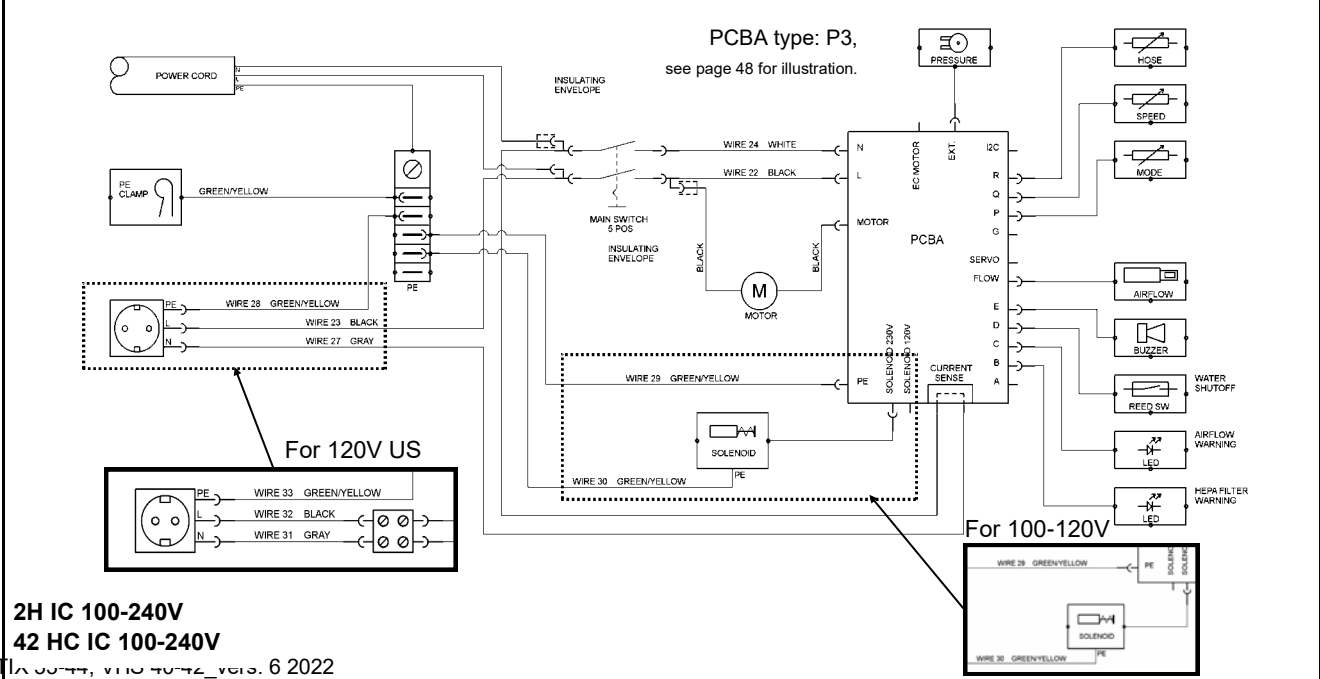 PCBA type: P3,
see page 48 for illustration.
POWER CORD
N
L
PE
INSULATING
ENVELOPE
PRESSURE
HOSE
SPEED
MODE
WIRE 24 WHITE
WIRE 22 BLACK
N
L
EC MOTOR
EXT.
I2C
R
Q
P
G
PE
CLAMP
GREEN/YELLOW
MAIN SWITCH
5 POS
INSULATING
ENVELOPE
MOTOR
PCBA
SERVO
FLOW
BLACK
BLACK
M
MOTOR
AIRFLOW
PE
PE
WIRE 28 GREEN/YELLOW
L
WIRE 23 BLACK
N
WIRE 27 GRAY
E
D
C
B
A
BUZZER
SOLENOID 230V
SOLENOID 120V
CURRENT
SENSE
WIRE 29 GREEN/YELLOW
PE
REED SW
WATER
SHUTOFF
SOLENOID
PE
WIRE 30 GREEN/YELLOW
LED
AIRFLOW
WARNING
LED
HEPA FILTER
WARNING
For 120V US
PE
WIRE 33 GREEN/YELLOW
L
WIRE 32 BLACK
N
WIRE 31 GRAY
For 100-120V
WIRE 29 GREEN/YELLOW
PE
SOLENO
SOLENO
SOLENOID
PE
WIRE 30 GREEN/YELLOW
2H IC 100-240V
42 HC IC 100-240V
vers. 6 2022